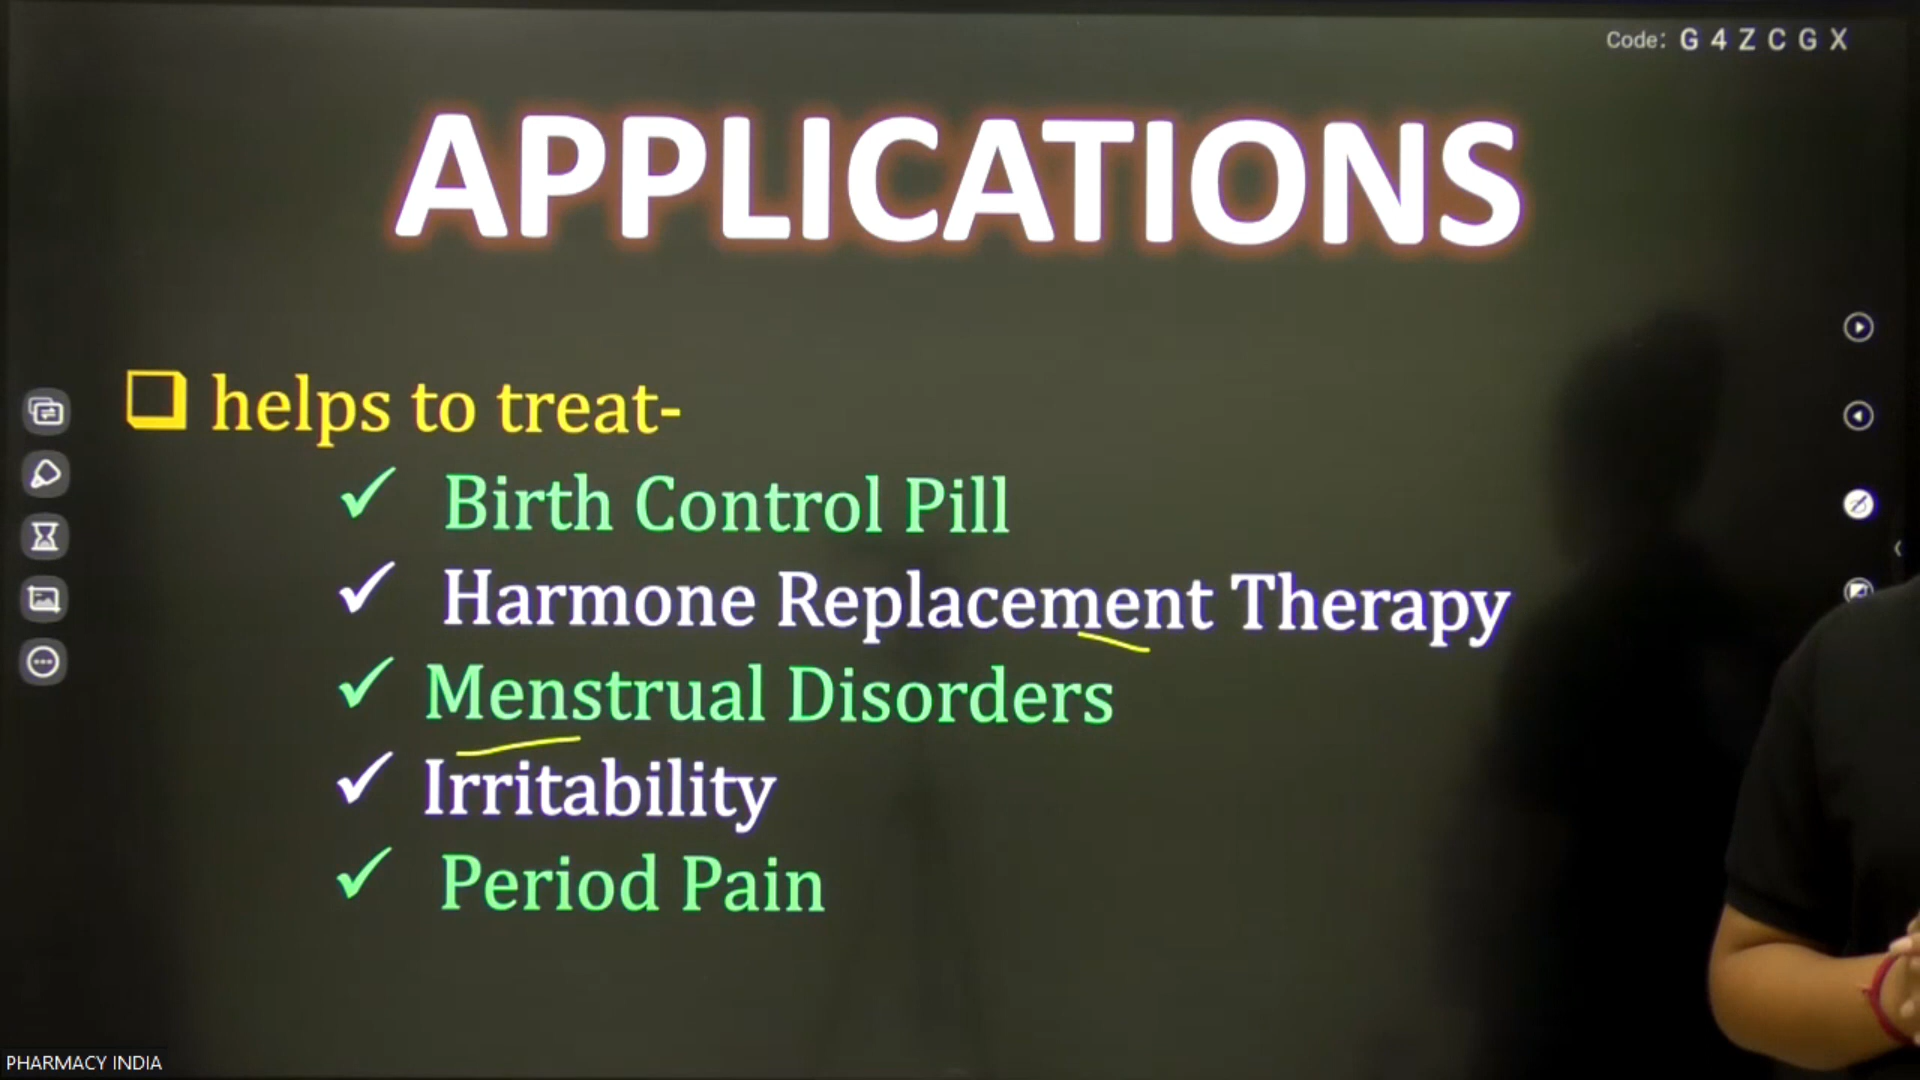 Code: G 4 Z C G X
APPLICATIONS
helps to treat-
Birth Control Pill
Harmone Replacement Therapy
Menstrual Disorders
Irritability
Period Pain
PHARMACY INDIA